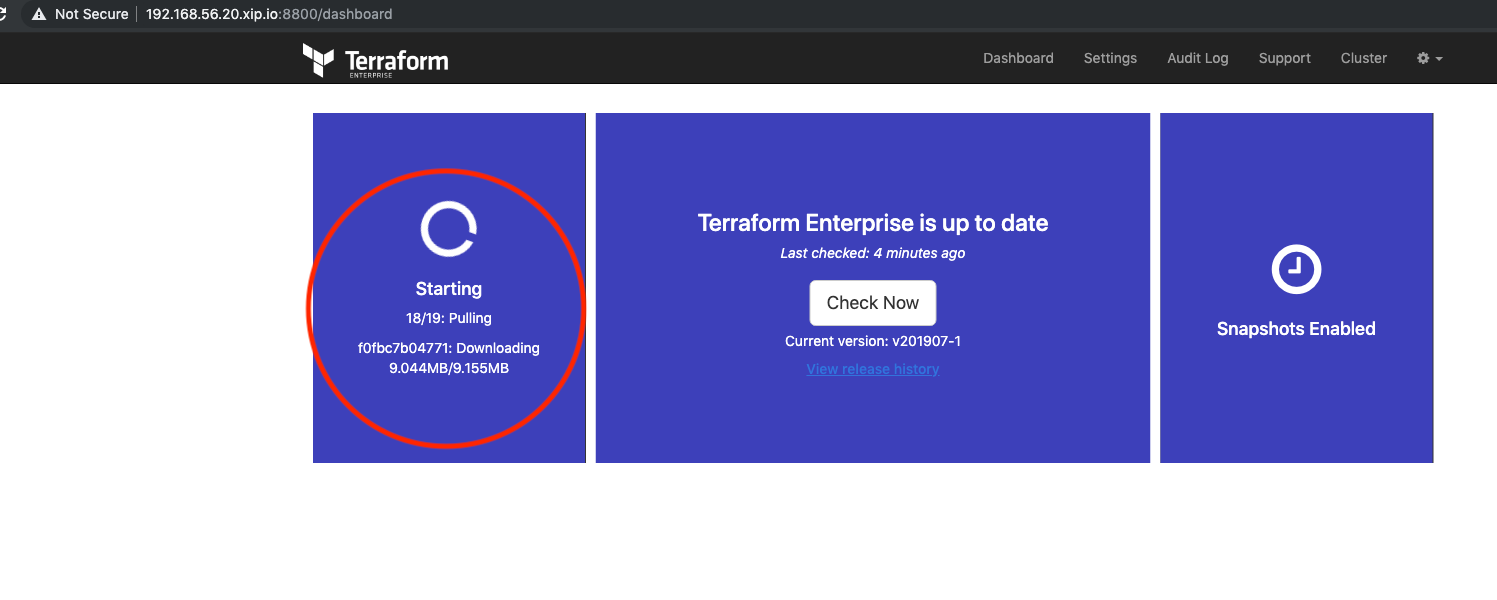 Not Secure 192.168.56.20.xip.io:8800/dashboard
Terraform
ENTERPRISE
Dashboard Settings Audit Log Support Cluster
Starting
18/19: Pulling
f0fbc7b04771: Downloading
9.044MB/9.155MB
Terraform Enterprise is up to date
Last checked: 4 minutes ago
Check Now
Current version: v201907-1
View release history
Snapshots Enabled